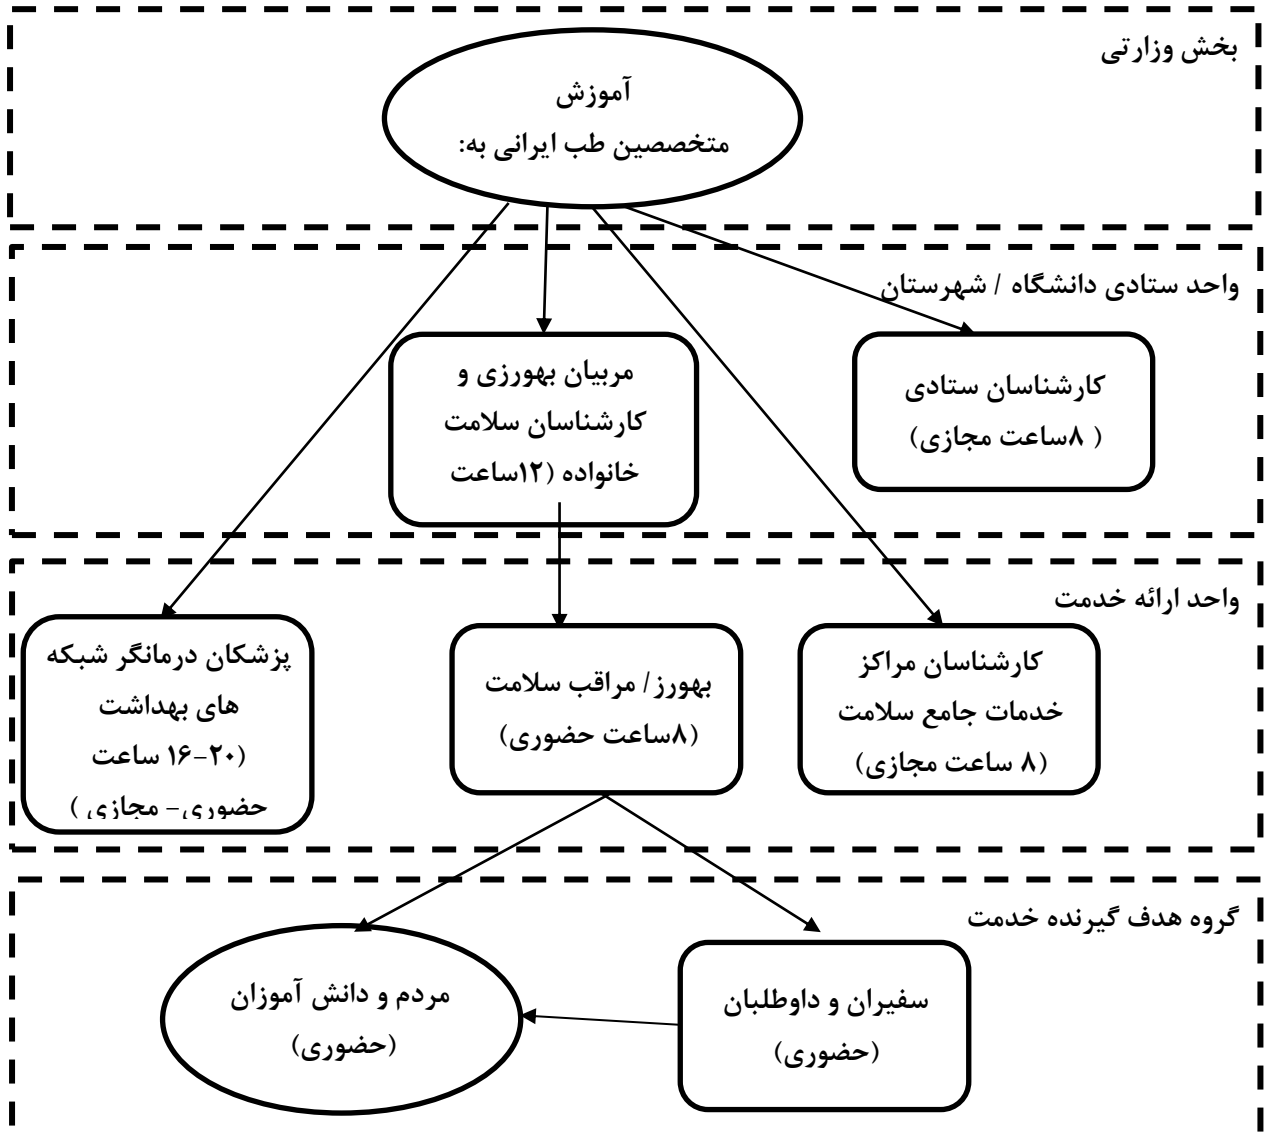 بخش وزارتی
آموزش
متخصصین طب ایرانی به:
واحد ستادی دانشگاه / شهرستان
کارشناسان ستادی
( ۸ساعت مجازی)
مربیان بهورزی و
کارشناسان سلامت
خانواده (۱۲ساعت
واحد ارائه خدمت
کارشناسان مراکز
خدمات جامع سلامت
(۸ ساعت مجازی)
بهورز/ مراقب سلامت
(۸ساعت حضوری)
پزشکان درمانگر شبکه
های بهداشت
(۲۰-۱۶ ساعت
حضوری- مجازی )
گروه هدف گیرنده خدمت
سفیران و داوطلبان
(حضوری)
مردم و دانش آموزان
(حضوری)